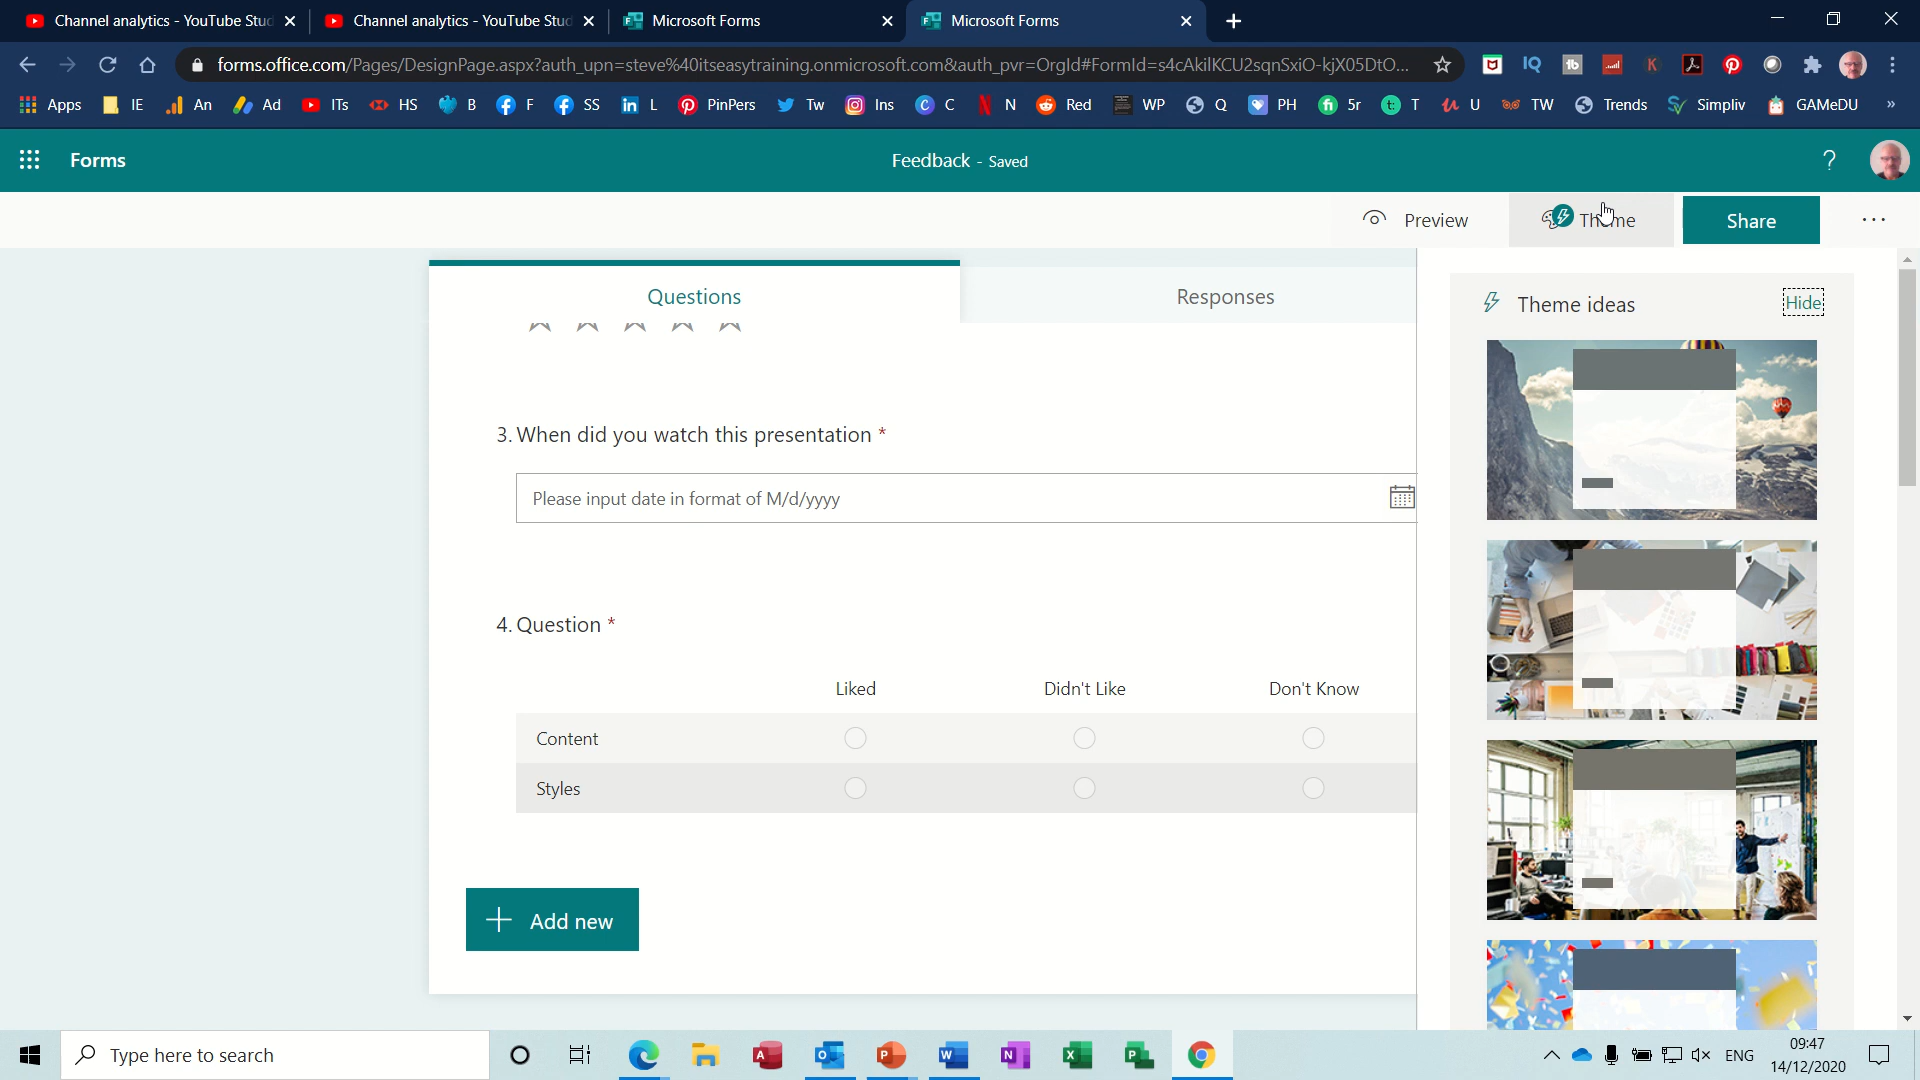 Channel analytics - YouTube Stud
Channel analytics - YouTube Stud
Microsoft Forms
Microsoft Forms
forms.office.com/Pages/DesignPage.aspx?auth_upn=steve%40itseasytraining.onmicrosoft.com&auth_pvr=OrgId#FormId=s4cAkilKCU2sqnSxiO-kjX05DtO...
Apps IE An Ad ITs HS B F SS L PinPers Tw Ins C N Red WP Q PH 5r T U TW Trends Simpliv GAMeDU »
Forms
Feedback - Saved
?
Preview
Theme
Share
...
Questions
Responses
3. When did you watch this presentation *
Please input date in format of M/d/yyyy
4. Question *
Liked Didn't Like Don't Know
Content
Styles
+ Add new
Theme ideas
Hide
Type here to search
ENG
09:47
14/12/2020